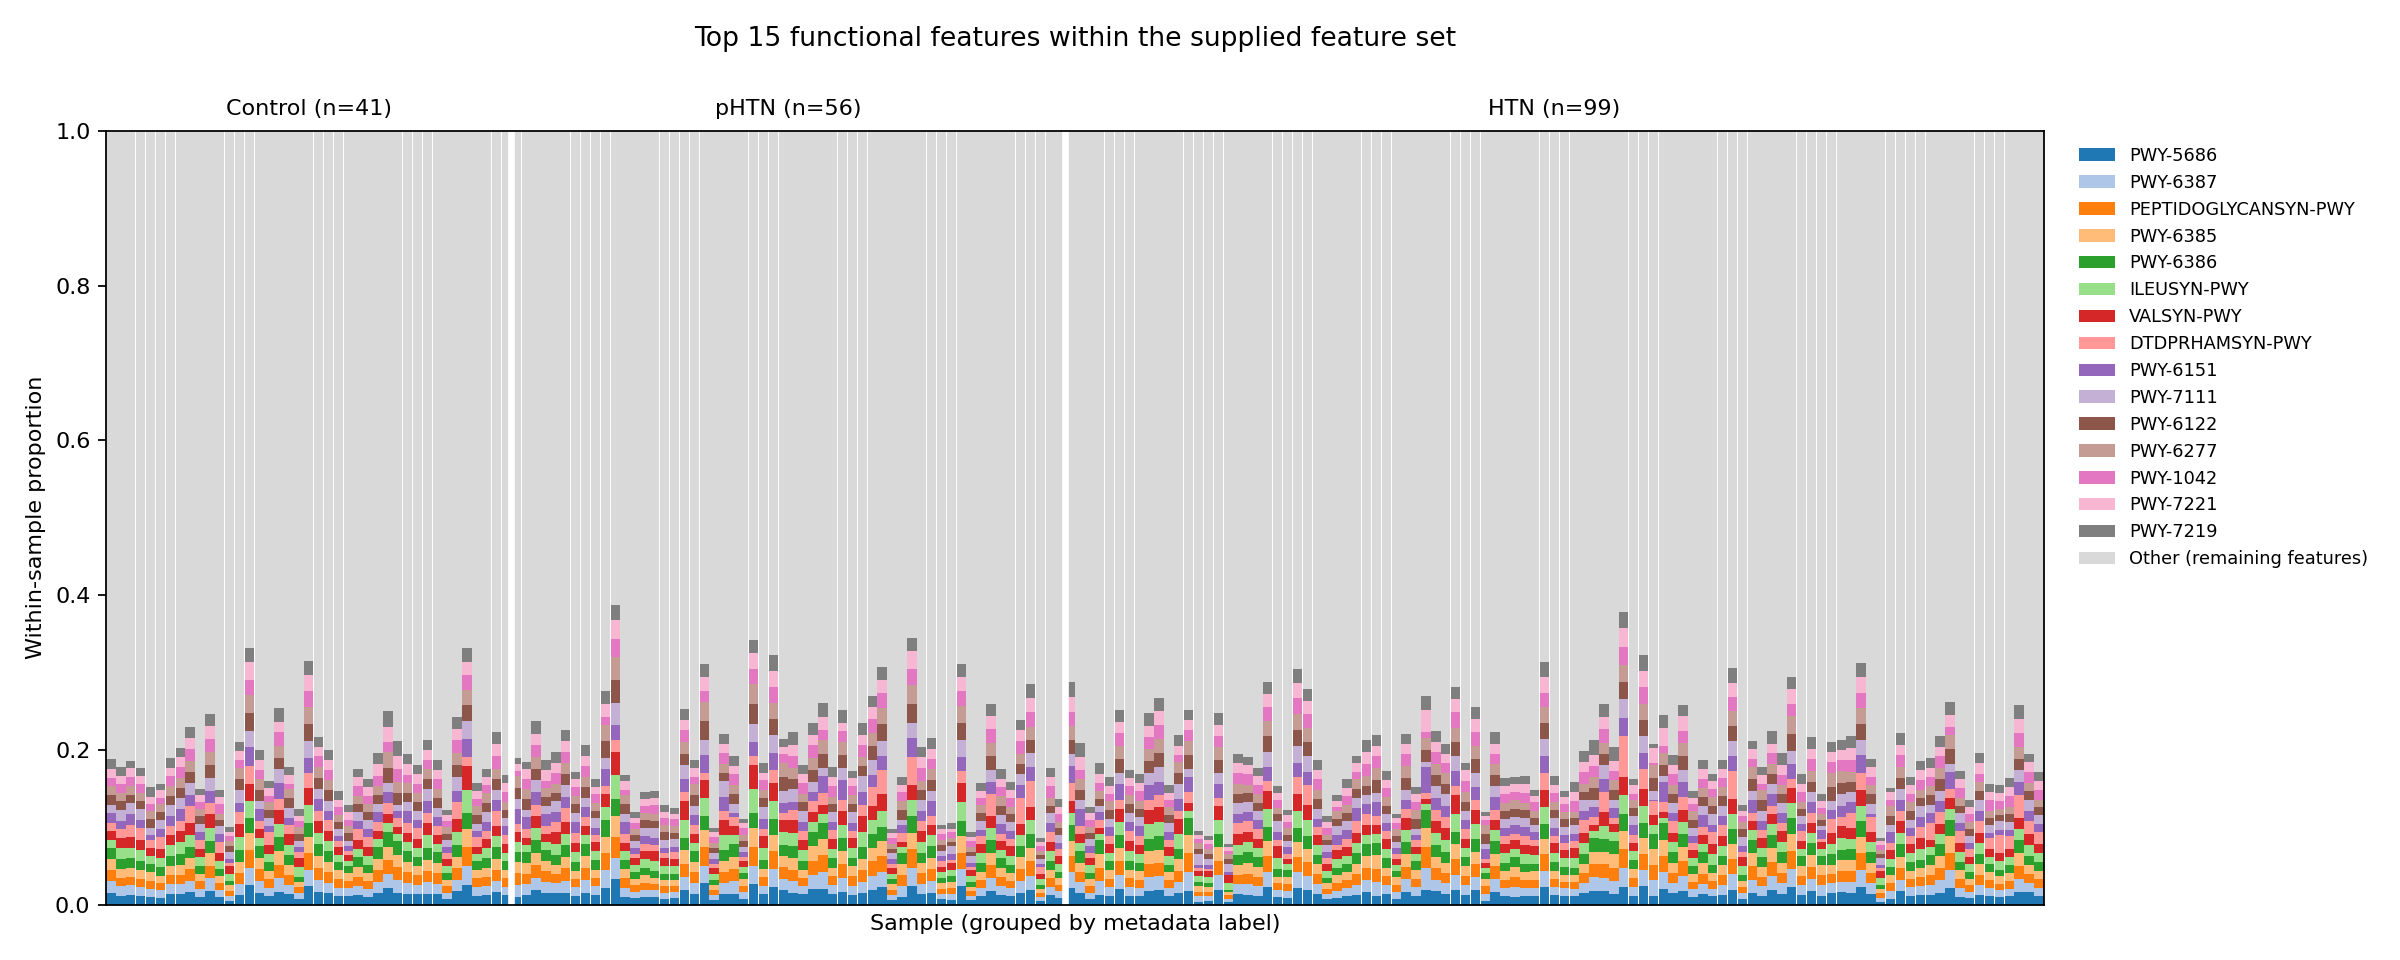 Top 15 functional features within the supplied feature set
Control (n=41)
pHTN (n=56)
HTN (n=99)
1.0
0.8
0.6
0.4
0.2
0.0
Within-sample proportion
Sample (grouped by metadata label)
PWY-5686
PWY-6387
PEPTIDOGLYCANSYN-PWY
PWY-6385
PWY-6386
ILEUSYN-PWY
VALSYN-PWY
DTDPRHAMSYN-PWY
PWY-6151
PWY-7111
PWY-6122
PWY-6277
PWY-1042
PWY-7221
PWY-7219
Other (remaining features)